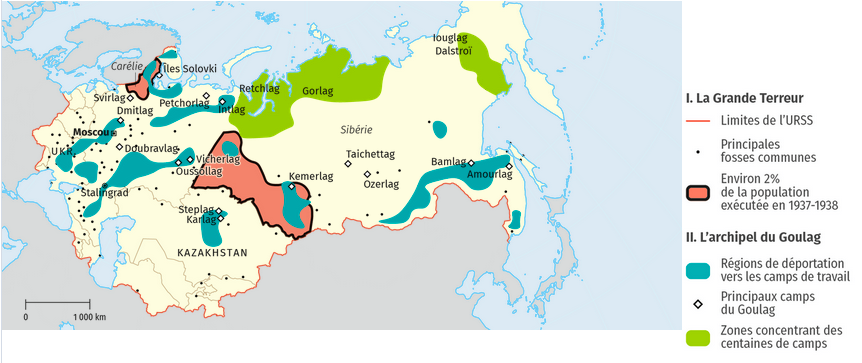 Iouglag
Dalstroï
Carélie
Îles Solovki
Retchlag
Gorlag
Svirlag
Petchorlag
Intlag
Dmitlag
Moscou
Sibérie
UKR.
Doubravlag
Vicherlag
Oussollag
Taichettag
Ozerlag
Bamlag
Amourlag
Kemerlag
Stalingrad
Steplag
Karlag
KAZAKHSTAN
0
1 000 km
I. La Grande Terreur
Limites de l'URSS
Principales
fosses communes
Environ 2%
de la population
exécutée en 1937-1938
II. L'archipel du Goulag
Régions de déportation
vers les camps de travail
Principaux camps
du Goulag
Zones concentrant des
centaines de camps